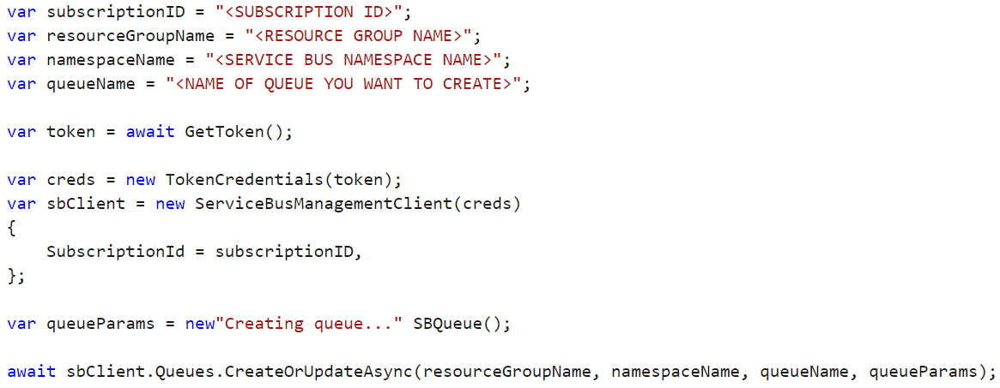 var subscriptionID = "<SUBSCRIPTION ID>";
var resourceGroupName = "<RESOURCE GROUP NAME>";
var namespaceName = "<SERVICE BUS NAMESPACE NAME>";
var queueName = "<NAME OF QUEUE YOU WANT TO CREATE>";

var token = await GetToken();

var creds = new TokenCredentials(token);
var sbClient = new ServiceBusManagementClient(creds)
{
    SubscriptionId = subscriptionID,
};

var queueParams = new"Creating queue..." SBQueue();

await sbClient.Queues.CreateOrUpdateAsync(resourceGroupName, namespaceName, queueName, queueParams);